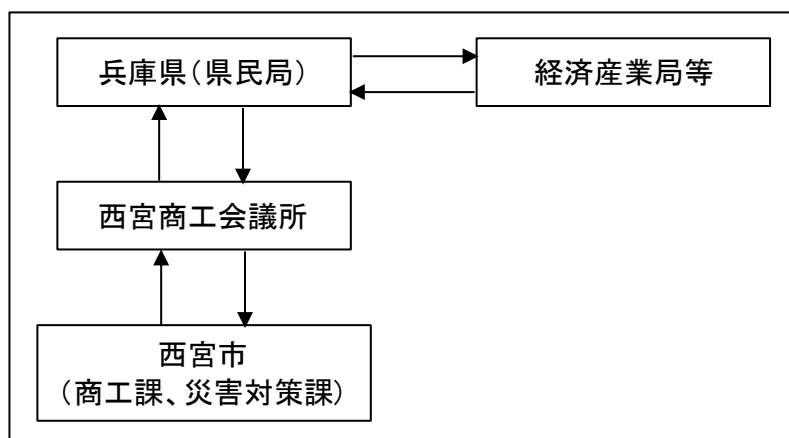 兵庫県（県民局）
経済産業局等
西宮商工会議所
西宮市
（商工課、災害対策課）